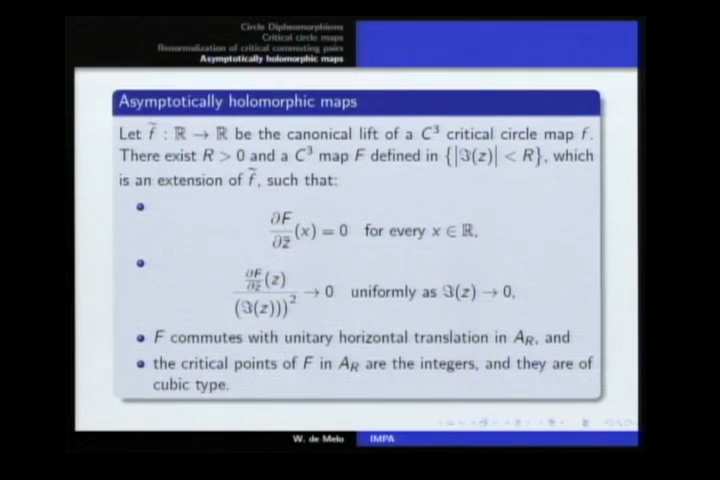 Circle Dipheomorphisms
Critical circle maps
Renormalization of critical commuting pairs
Asymptotically holomorphic maps
Asymptotically holomorphic maps
Let f̃ : ℝ → ℝ be the canonical lift of a C³ critical circle map f.
There exist R > 0 and a C³ map F defined in {|ℑ(z)| < R}, which
is an extension of f̃, such that:
∂F/∂z̄ (x) = 0 for every x ∈ ℝ,
∂F/∂z̄ (z) / (ℑ(z)))² → 0 uniformly as ℑ(z) → 0,
F commutes with unitary horizontal translation in A_R, and
the critical points of F in A_R are the integers, and they are of
cubic type.
W. de Melo IMPA